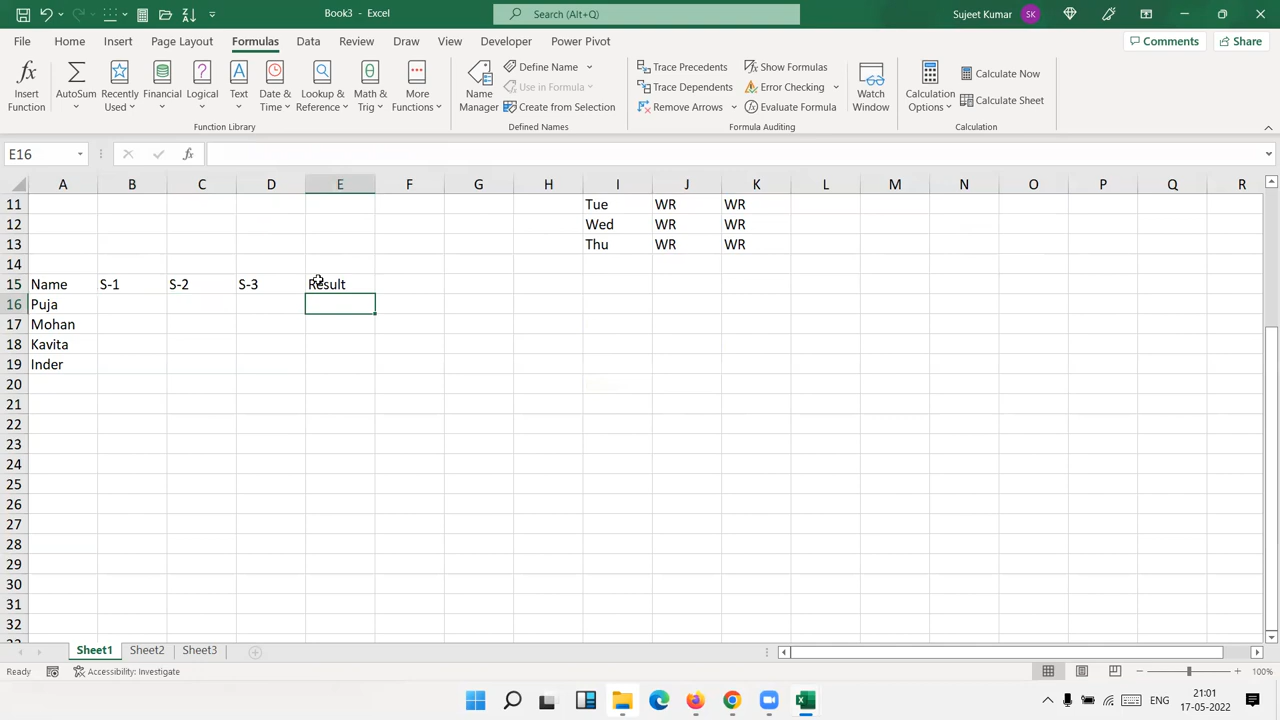 Book3 - Excel
Search (Alt+Q)
Sujeet Kumar
SK
File Home Insert Page Layout Formulas Data Review View Draw Developer Power Pivot
Comments
Share
Insert Function
AutoSum
Recently Used
Financial
Logical
Text
Date & Time
Lookup & Reference
Math & Trig
More Functions
Function Library
Name Manager
Define Name
Use in Formula
Create from Selection
Defined Names
Trace Precedents
Trace Dependents
Remove Arrows
Show Formulas
Error Checking
Evaluate Formula
Formula Auditing
Watch Window
Calculation Options
Calculate Now
Calculate Sheet
Calculation
E16
fx
A B C D E F G H I J K L M N O P Q R
11 Tue WR WR
12 Wed WR WR
13 Thu WR WR
14
15 Name S-1 S-2 S-3 Result
16 Puja
17 Mohan
18 Kavita
19 Inder
20
21
22
23
24
25
26
27
28
29
30
31
32
Sheet1 Sheet2 Sheet3
Ready
Accessibility: Investigate
100%
ENG
21:01
17-05-2022